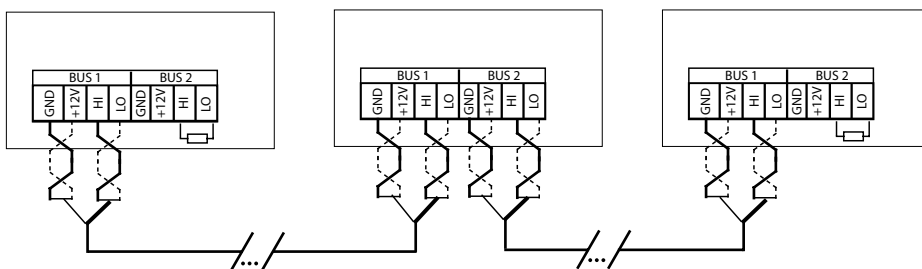 BUS 1 BUS 2
GND +12V HI LO GND +12V HI LO
BUS 1 BUS 2
GND +12V HI LO GND +12V HI LO
BUS 1 BUS 2
GND +12V HI LO GND +12V HI LO
... ...